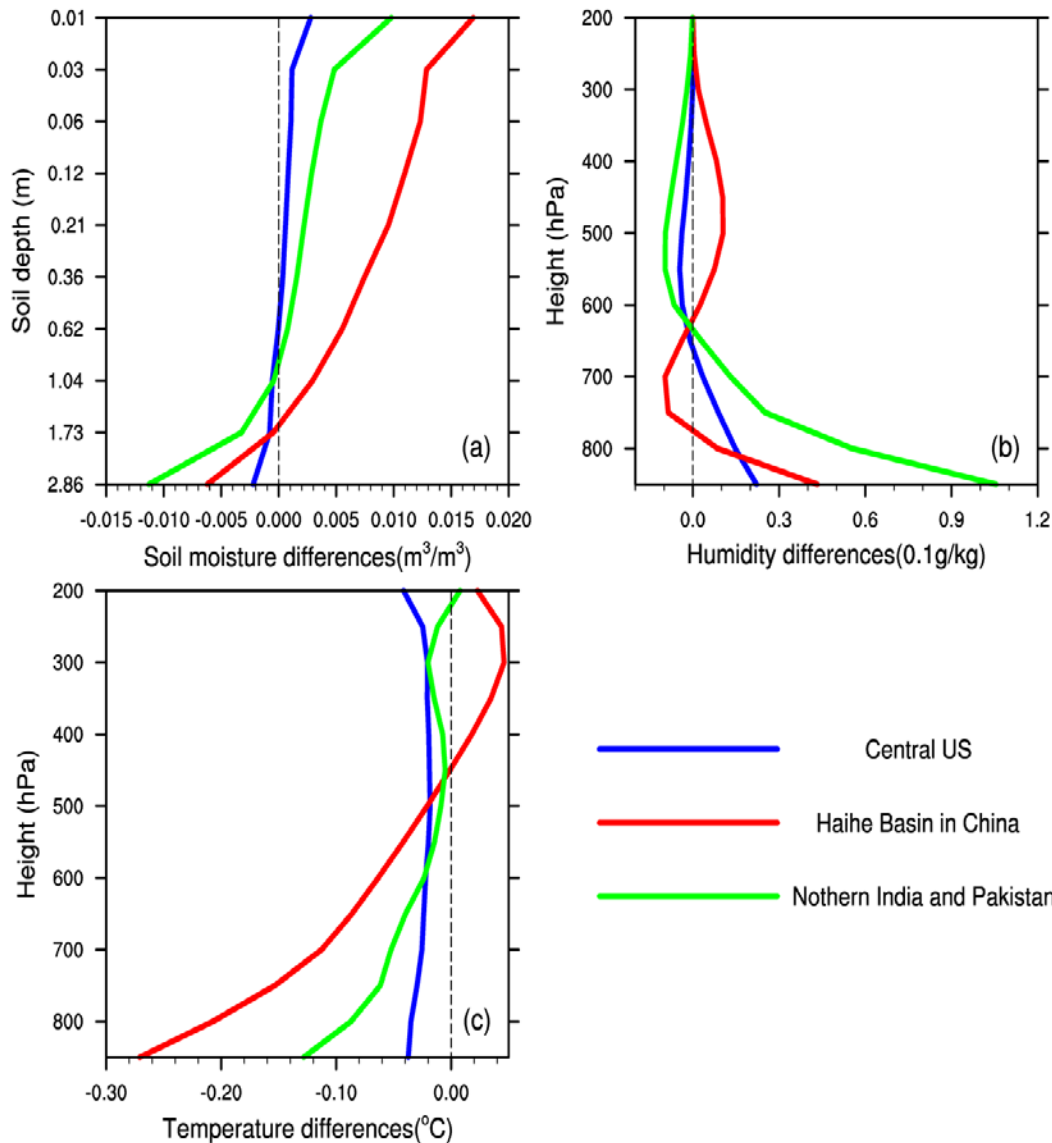 0.01
0.03
0.06
0.12
0.21
0.36
0.62
1.04
1.73
2.86
Soil depth (m)
(a)
-0.015 -0.010 -0.005 0.000 0.005 0.010 0.015 0.020
Soil moisture differences(m³/m³)
200
300
400
500
600
700
800
Height (hPa)
(b)
0.0 0.3 0.6 0.9 1.2
Humidity differences(0.1g/kg)
200
300
400
500
600
700
800
Height (hPa)
(c)
-0.30 -0.20 -0.10 0.00
Temperature differences(°C)
Central US
Haihe Basin in China
Nothern India and Pakistan